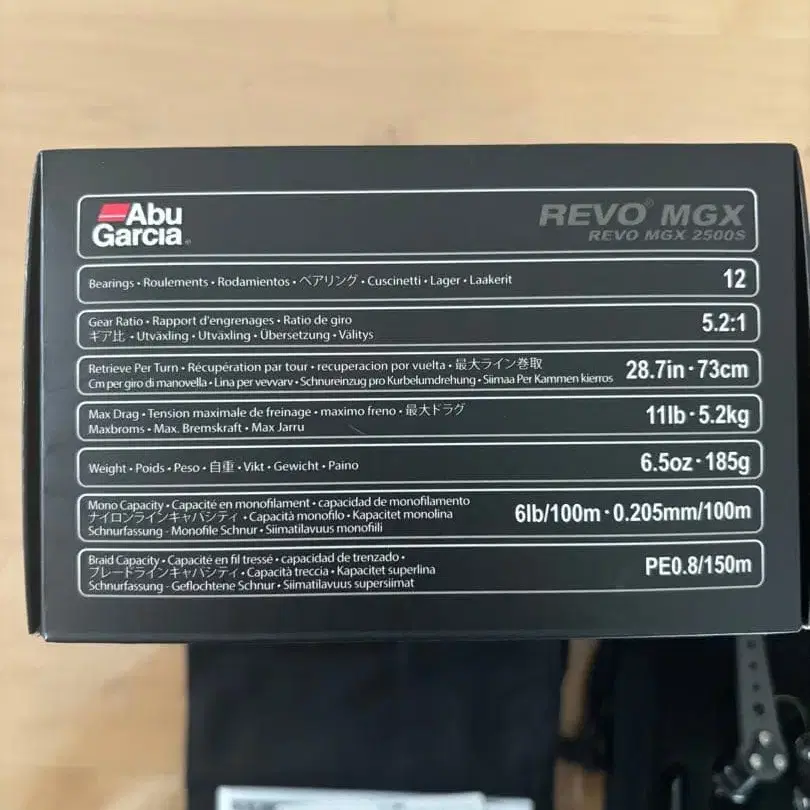 Abu
Garcia®
REVO® MGX
REVO MGX 2500S
Bearings • Roulements • Rodamientos • ベアリング • Cuscinetti • Lager • Laakerit
12
Gear Ratio • Rapport d'engrenages • Ratio de giro
ギア比 • Utväxling • Utväxling • Übersetzung • Välitys
5.2:1
Retrieve Per Turn • Récupération par tour • recuperacion por vuelta • 最大ライン巻取
Cm per giro di manovella • Lina per vevvarv • Schnureinzug pro Kurbelumdrehung • Siimaa Per Kammen kierros
28.7in · 73cm
Max Drag • Tension maximale de freinage • maximo freno • 最大ドラグ
Maxbroms • Max. Bremskraft • Max Jarru
11lb · 5.2kg
Weight • Poids • Peso • 自重 • Vikt • Gewicht • Paino
6.5oz · 185g
Mono Capacity • Capacité en monofilament • capacidad de monofilamento
ナイロンラインキャパシティ • Capacità monofilo • Kapacitet monolina
Schnurfassung - Monofile Schnur • Siimatilavuus monofiili
6lb/100m · 0.205mm/100m
Braid Capacity • Capacité en fil tressé • capacidad de trenzado •
ブレードラインキャパシティ • Capacità treccia • Kapacitet superlina
Schnurfassung - Geflochtene Schnur • Siimatilavuus supersiimat
PE0.8/150m